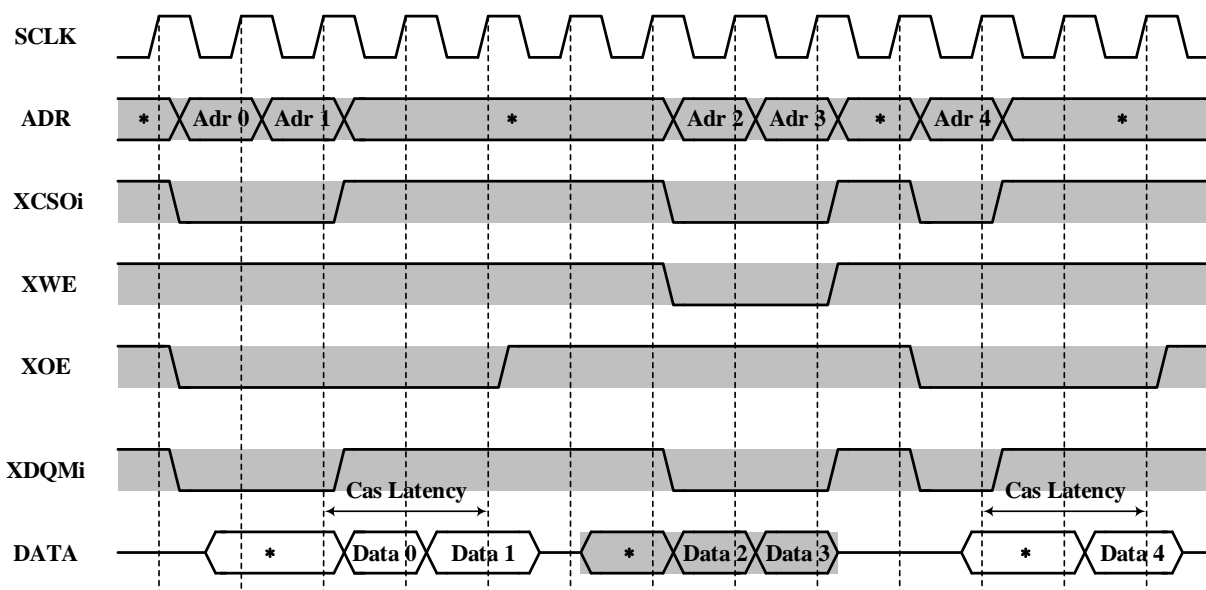 SCLK
ADR * Adr 0 Adr 1 * Adr 2 Adr 3 * Adr 4 *
XCSOi
XWE
XOE
XDQMi
Cas Latency Cas Latency
DATA * Data 0 Data 1 * Data 2 Data 3 * Data 4